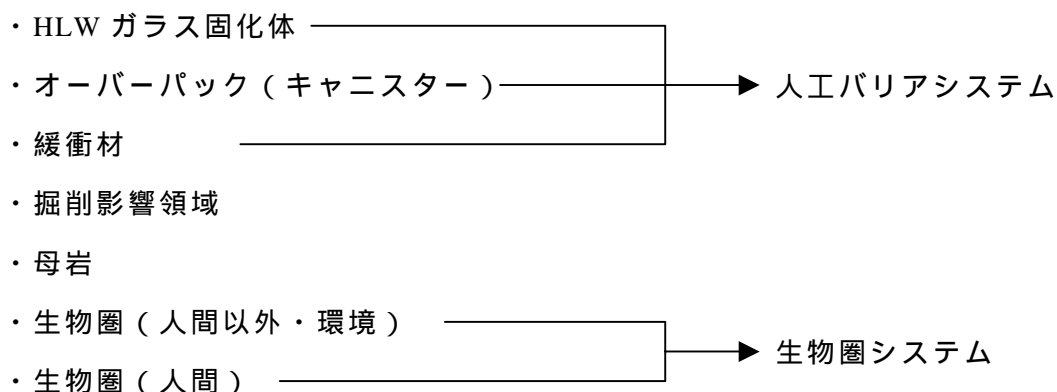 ・HLW ガラス固化体
・オーバーパック（キャニスター） 人工バリアシステム
・緩衝材
・掘削影響領域
・母岩
・生物圏（人間以外・環境）
生物圏システム
・生物圏（人間）